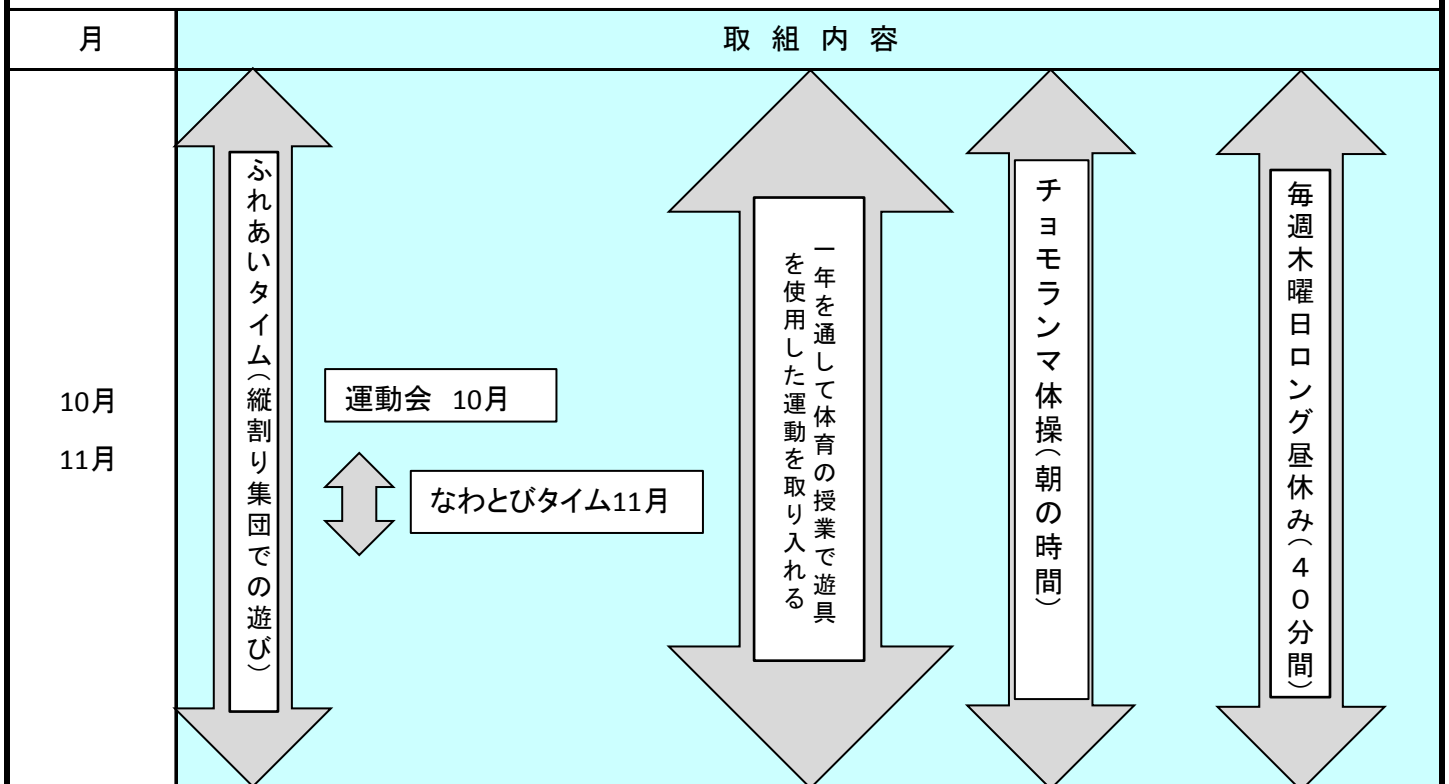 月
取組内容
10月
11月
ふれあいタイム（縦割り集団での遊び）
運動会 10月
なわとびタイム11月
一年を通して体育の授業で遊具
を使用した運動を取り入れる
チョモランマ体操（朝の時間）
毎週木曜日ロング昼休み（４０分間）